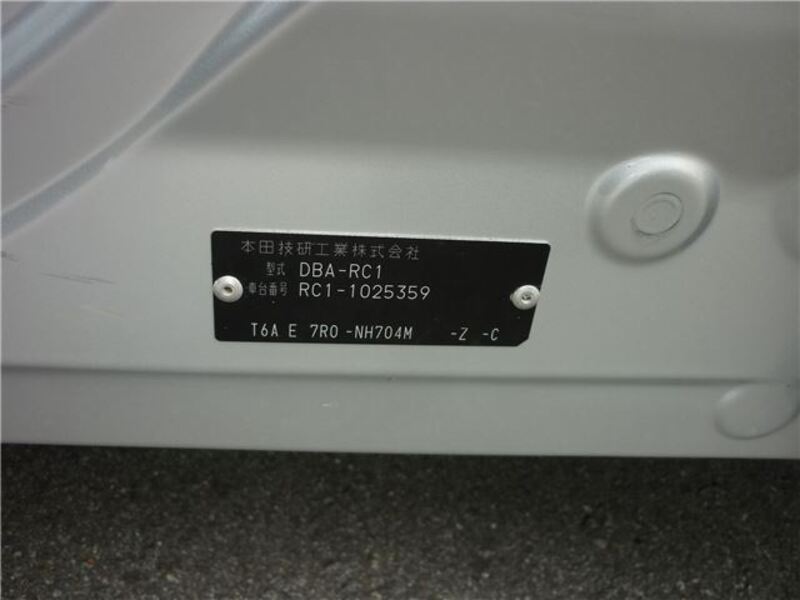 本田技研工業株式会社
型式 DBA-RC1
車台番号 RC1-1025359
T6A E 7R0 -NH704M -Z -C